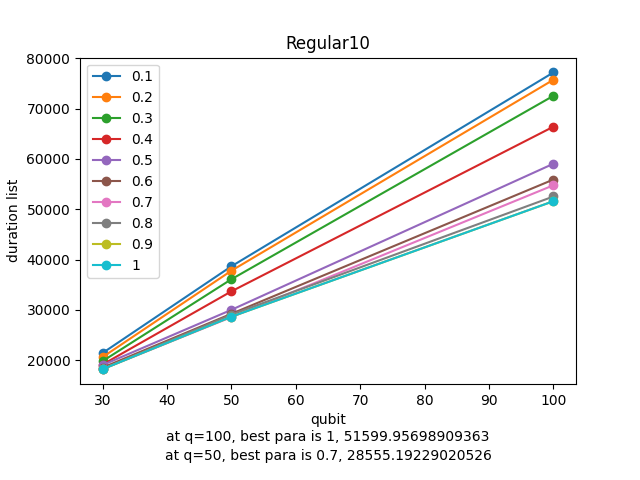 Regular10
80000
70000
60000
50000
40000
30000
20000
duration list
0.1
0.2
0.3
0.4
0.5
0.6
0.7
0.8
0.9
1
30 40 50 60 70 80 90 100
qubit
at q=100, best para is 1, 51599.95698909363
at q=50, best para is 0.7, 28555.19229020526